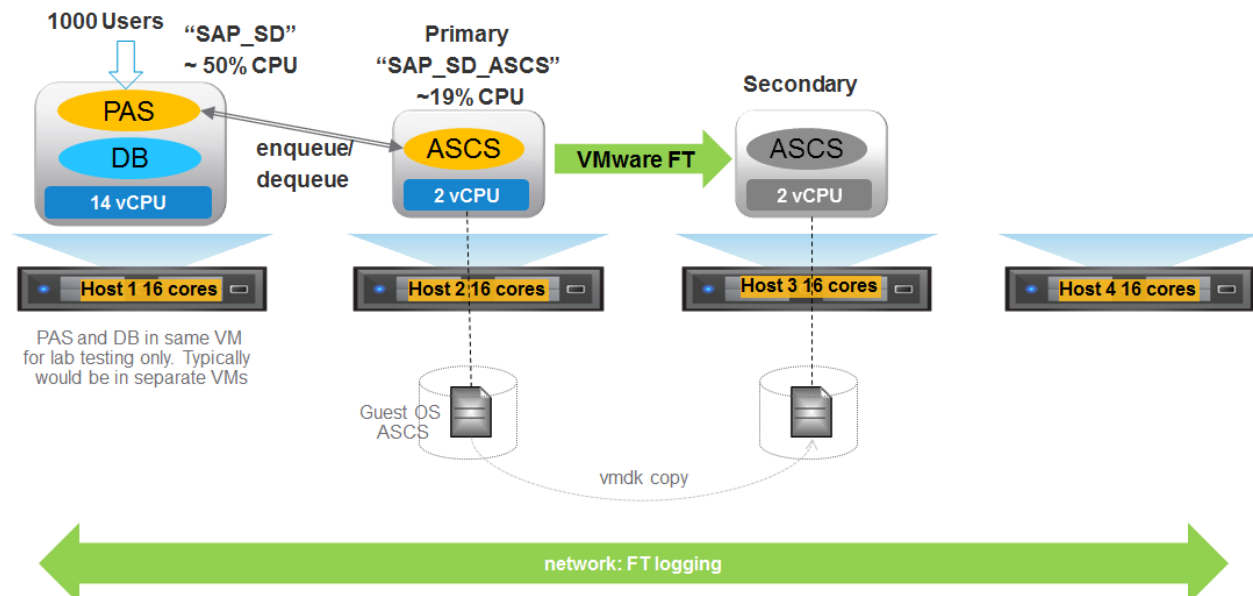 1000 Users
"SAP_SD"
~ 50% CPU
PAS
DB
14 vCPU
enqueue/
dequeue
Primary
"SAP_SD_ASCS"
~19% CPU
ASCS
2 vCPU
VMware FT
Secondary
ASCS
2 vCPU
Host 1 16 cores
Host 2 16 cores
Host 3 16 cores
Host 4 16 cores
PAS and DB in same VM
for lab testing only. Typically
would be in separate VMs
Guest OS
ASCS
vmdk copy
network: FT logging